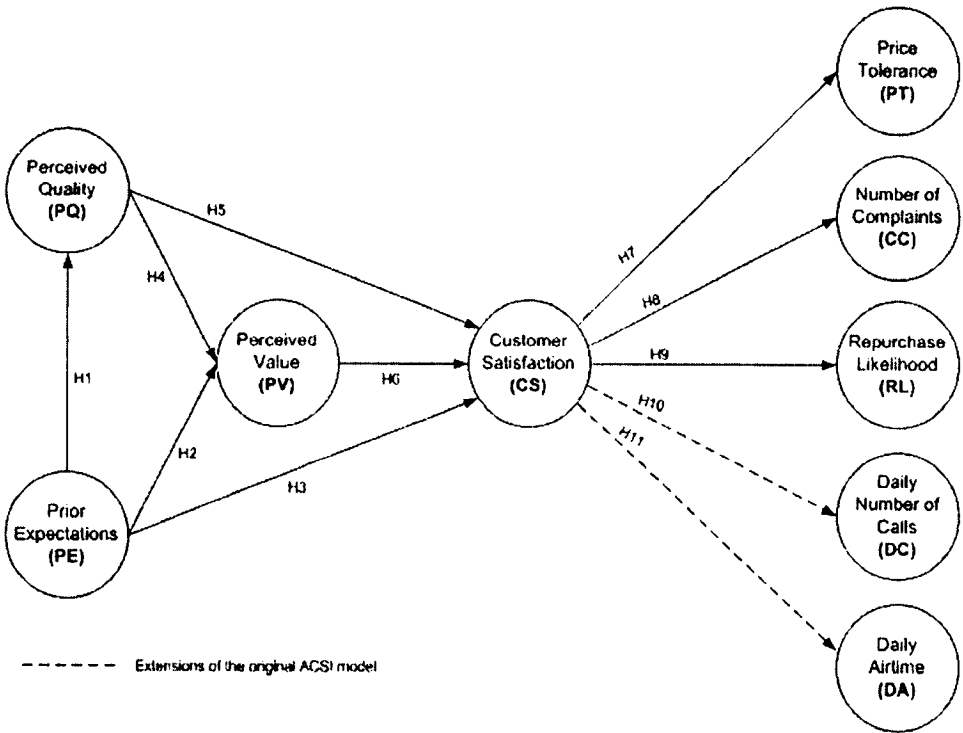 Price
Tolerance
(PT)
Perceived
Quality
(PQ)
H5
Number of
Complaints
(CC)
H4
H7
H8
Perceived
Value
(PV)
Customer
Satisfaction
(CS)
H9
Repurchase
Likelihood
(RL)
H1
H6
H10
H2
H11
H3
Prior
Expectations
(PE)
Daily
Number of
Calls
(DC)
Extensions of the original ACSI model
Daily
Airtime
(DA)